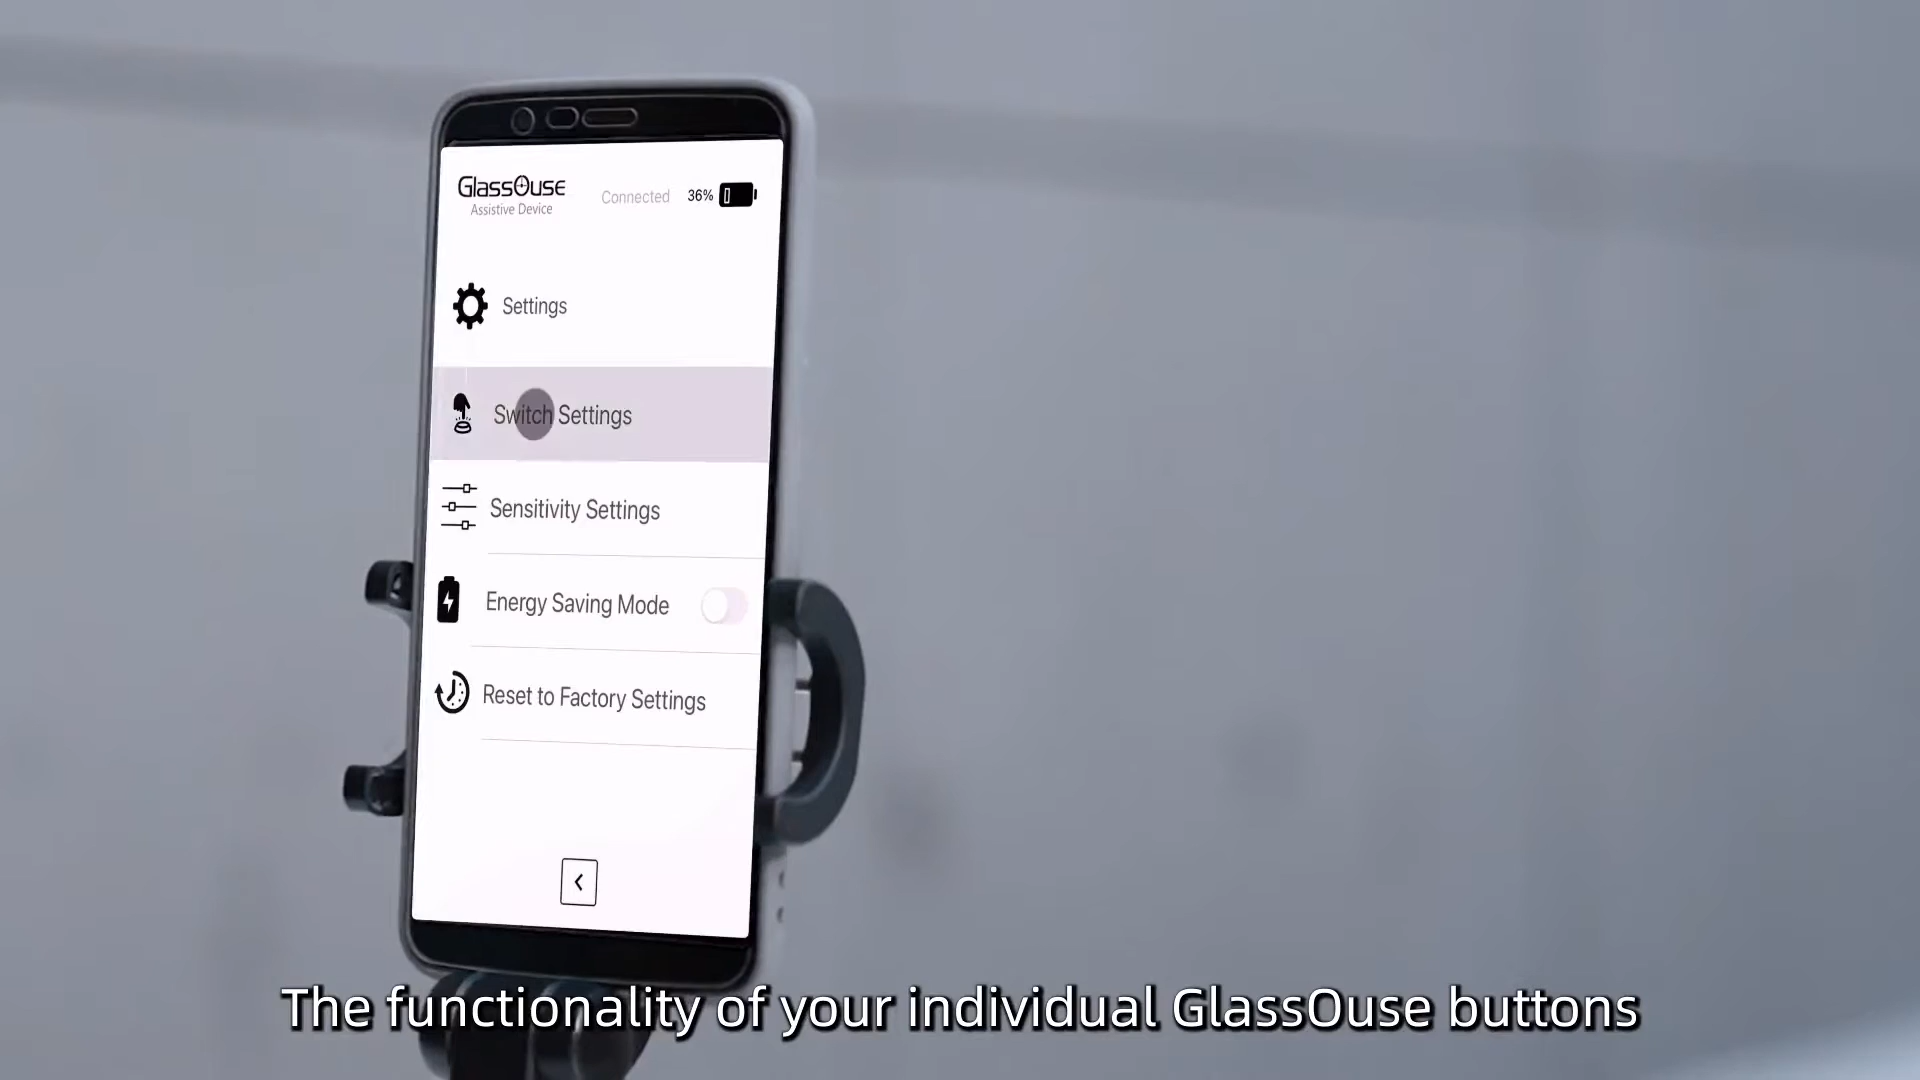 GlassOuse
Assistive Device
Connected
36%
Settings
Switch Settings
Sensitivity Settings
Energy Saving Mode
Reset to Factory Settings
The functionality of your individual GlassOuse buttons